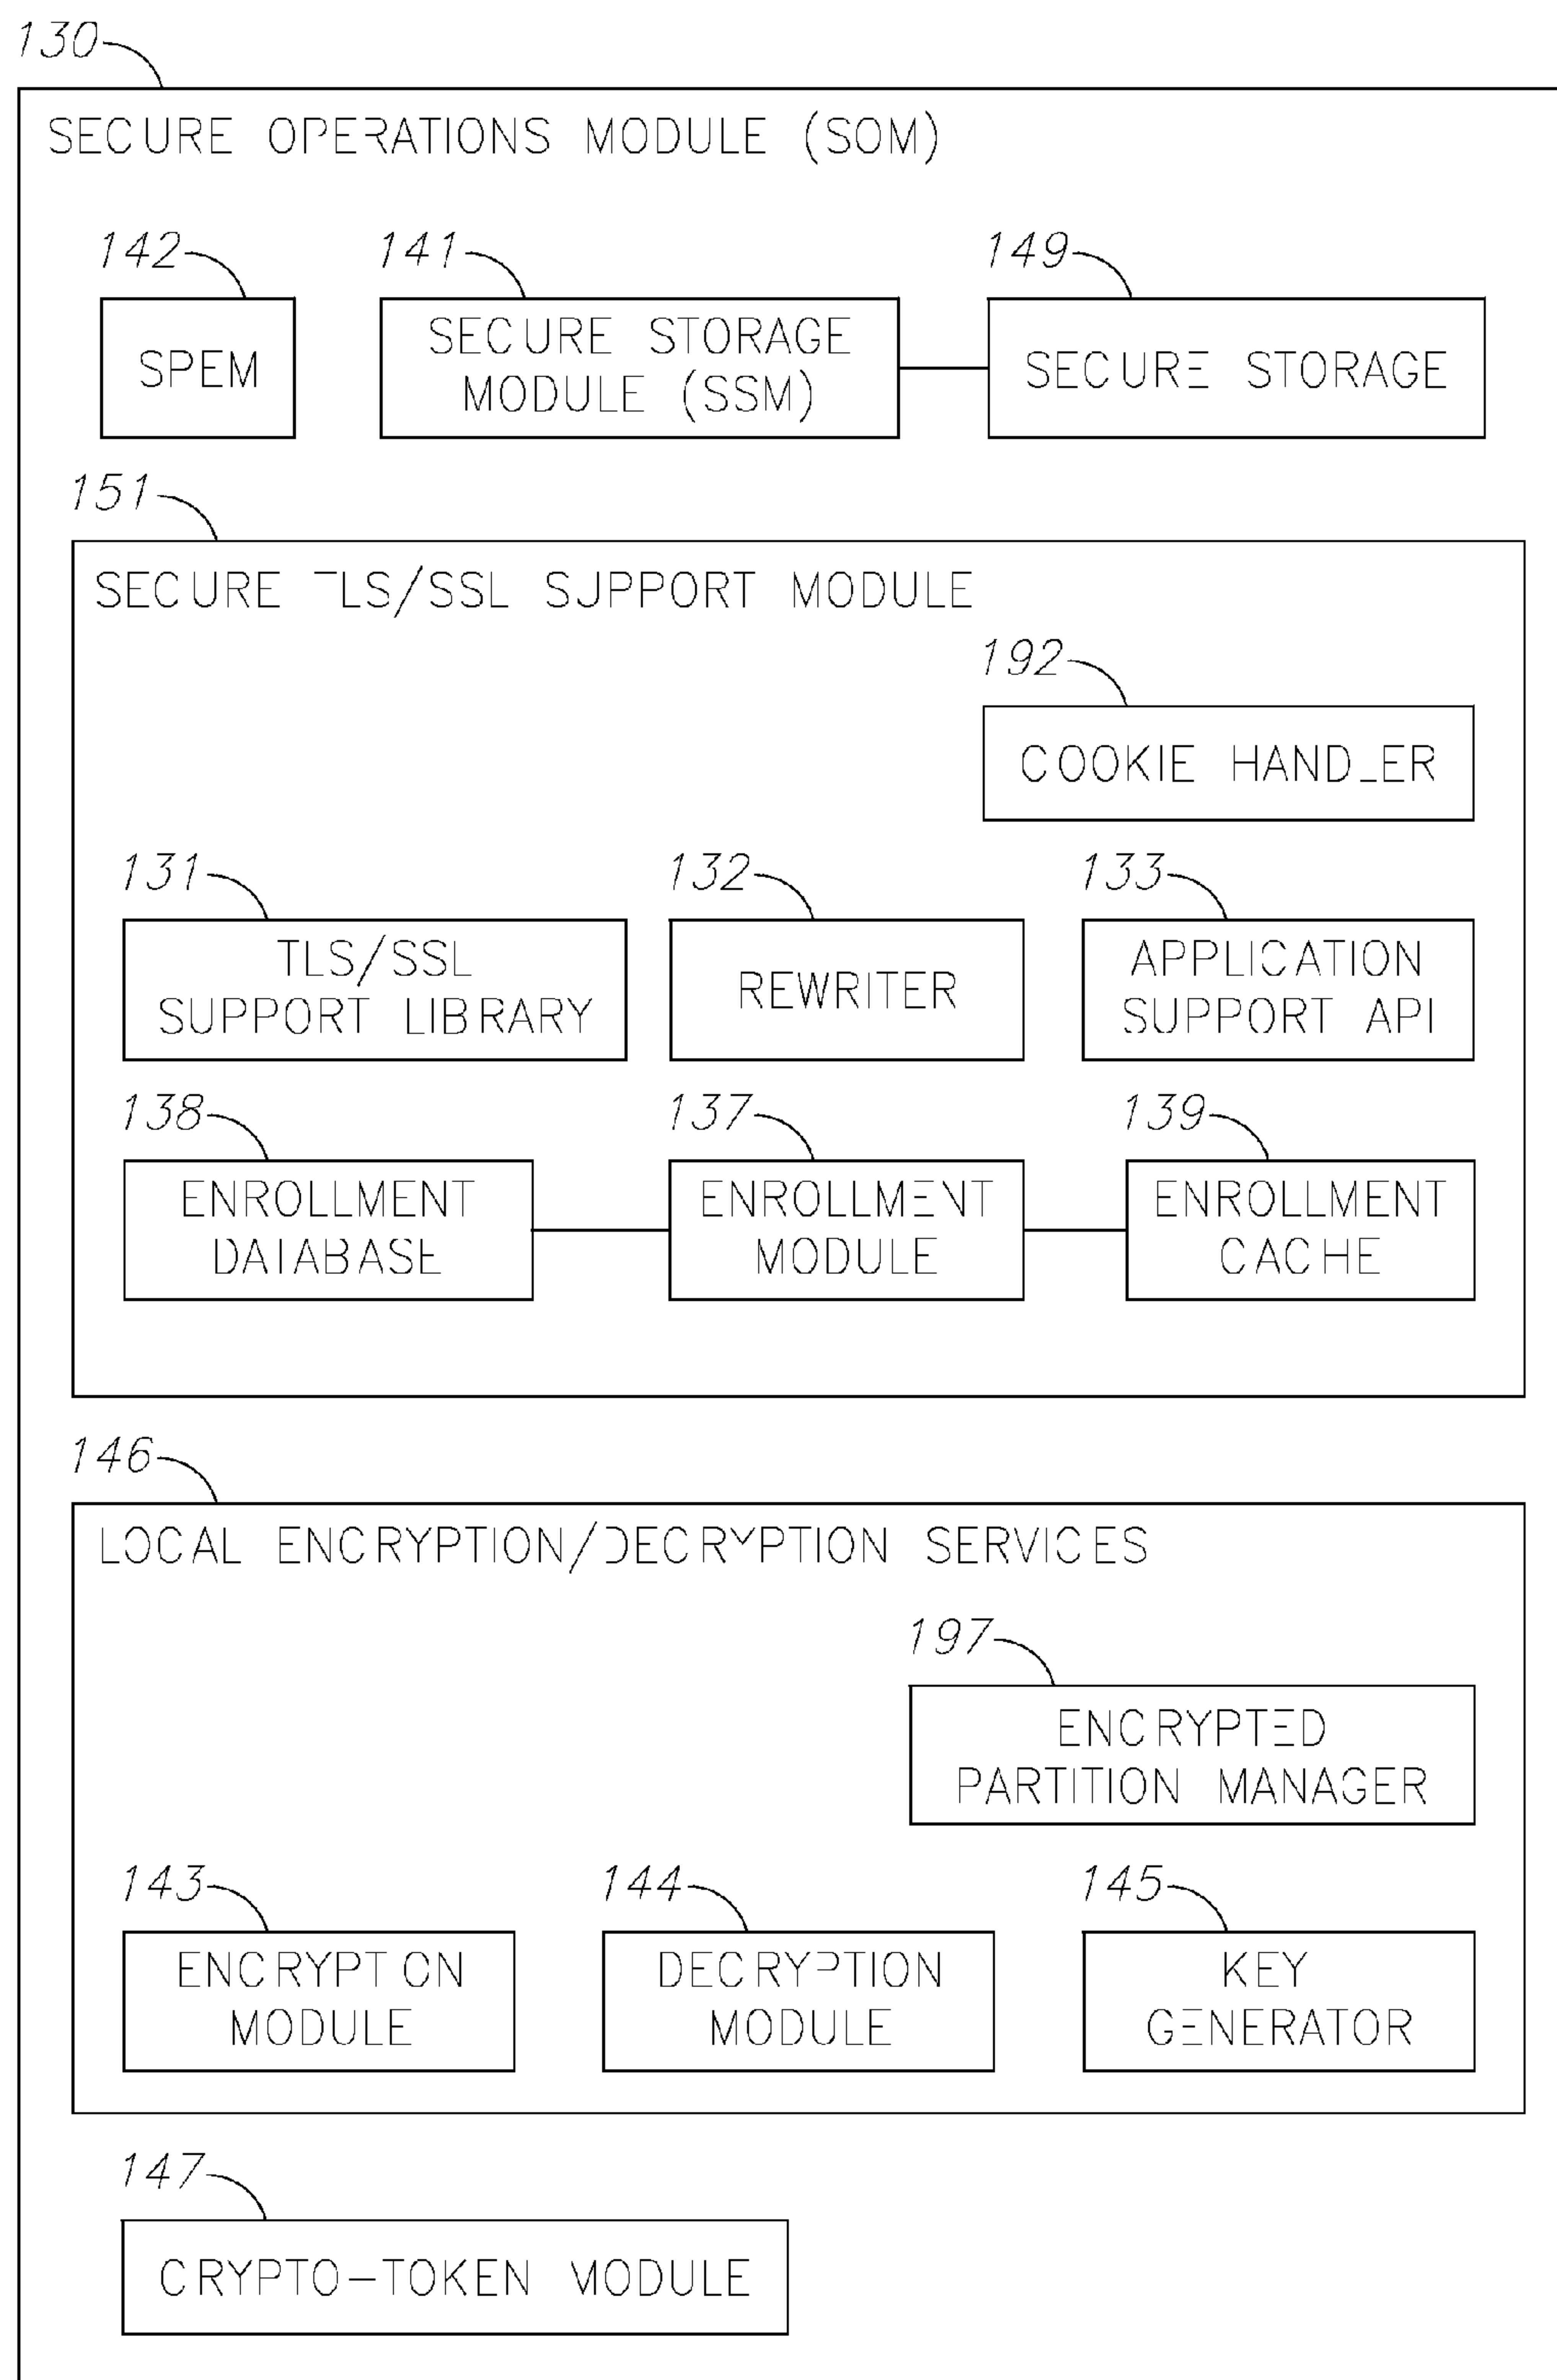 130
SECURE OPERATIONS MODULE (SOM)
142
141
149
SPEM
SECURE STORAGE
MODULE (SSM)
SECURE STORAGE
151
SECURE TLS/SSL SUPPORT MODULE
192
COOKIE HANDLER
131
132
133
TLS/SSL
SUPPORT LIBRARY
REWRITER
APPLICATION
SUPPORT API
138
137
139
ENROLLMENT
DATABASE
ENROLLMENT
MODULE
ENROLLMENT
CACHE
146
LOCAL ENCRYPTION/DECRYPTION SERVICES
197
ENCRYPTED
PARTITION MANAGER
143
144
145
ENCRYPTION
MODULE
DECRYPTION
MODULE
KEY
GENERATOR
147
CRYPTO-TOKEN MODULE